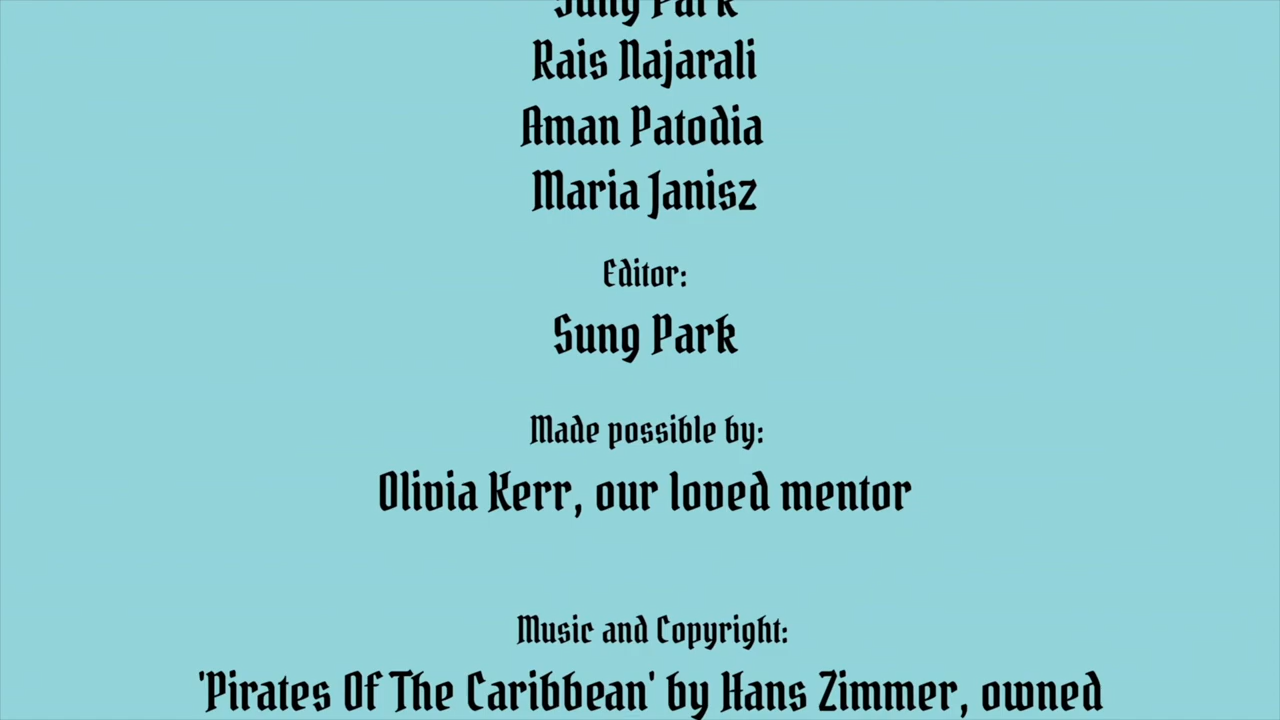 Sung Park
Rais Najarali
Aman Patodia
Maria Janisz
Editor:
Sung Park
Made possible by:
Olivia Kerr, our loved mentor
Music and Copyright:
'Pirates Of The Caribbean' by Hans Zimmer, owned